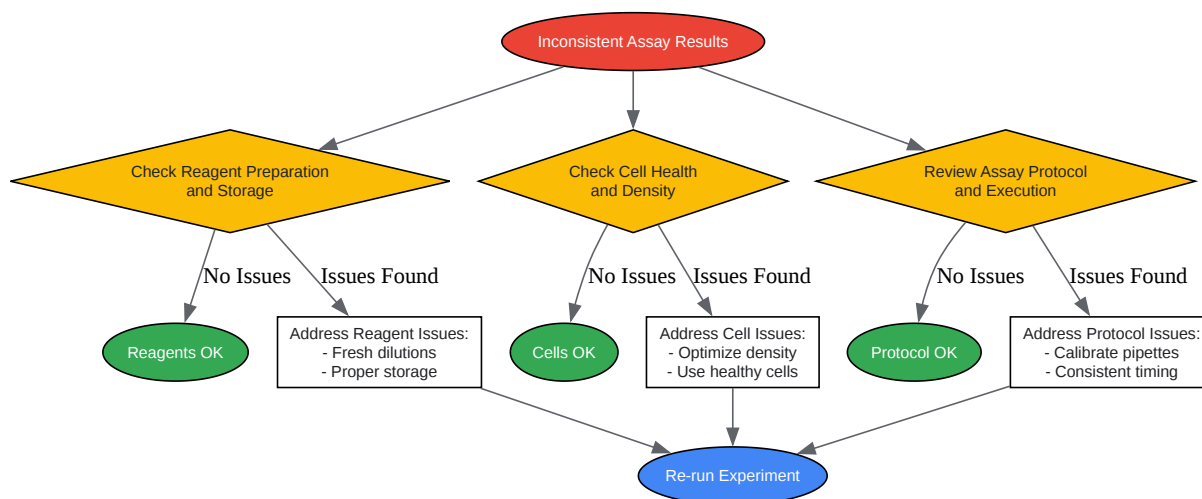 Inconsistent Assay Results
Check Reagent Preparation
and Storage
Check Cell Health
and Density
Review Assay Protocol
and Execution
No Issues
Issues Found
No Issues
Issues Found
No Issues
Issues Found
Reagents OK
Address Reagent Issues:
- Fresh dilutions
- Proper storage
Cells OK
Address Cell Issues:
- Optimize density
- Use healthy cells
Protocol OK
Address Protocol Issues:
- Calibrate pipettes
- Consistent timing
Re-run Experiment